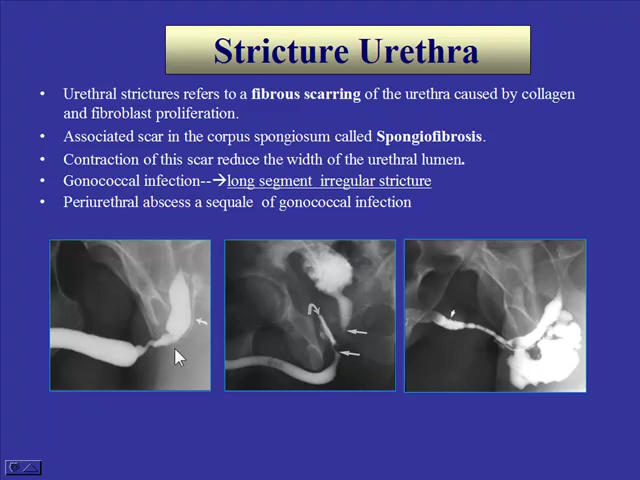 Stricture Urethra
• Urethral strictures refers to a fibrous scarring of the urethra caused by collagen
and fibroblast proliferation.
• Associated scar in the corpus spongiosum called Spongiofibrosis.
• Contraction of this scar reduce the width of the urethral lumen.
• Gonococcal infection--→long segment irregular stricture
• Periurethral abscess a sequale of gonococcal infection